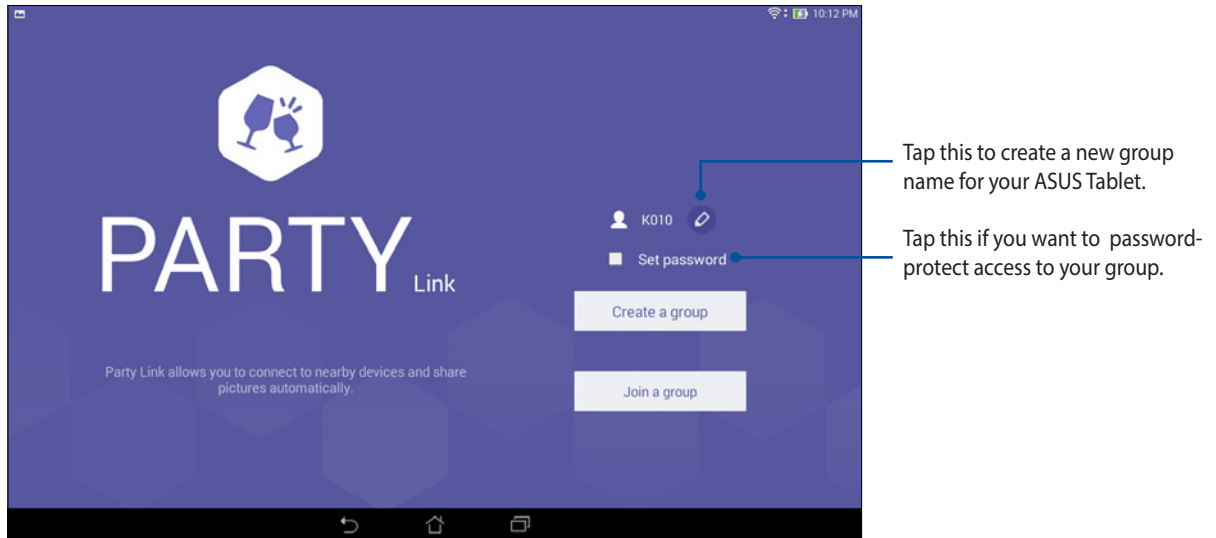 10:12 PM
PARTY Link
Party Link allows you to connect to nearby devices and share
pictures automatically.
K010
Set password
Create a group
Join a group
Tap this to create a new group
name for your ASUS Tablet.
Tap this if you want to password-
protect access to your group.